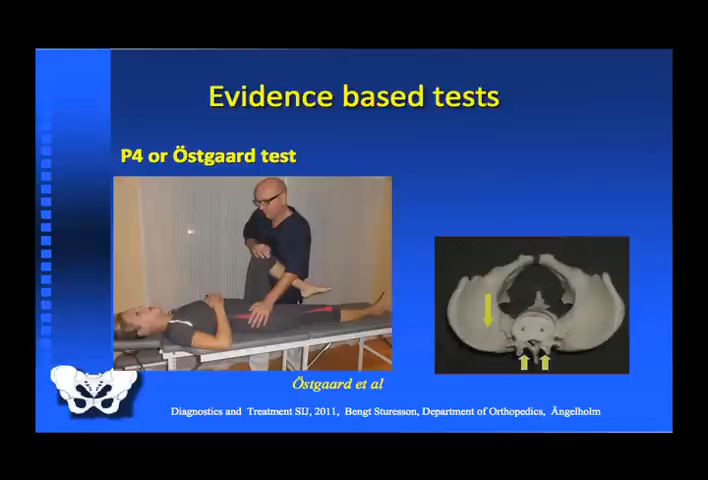 Evidence based tests
P4 or Östgaard test
Östgaard et al
Diagnostics and Treatment SIJ, 2011, Bengt Sturesson, Department of Orthopedics, Ängelholm